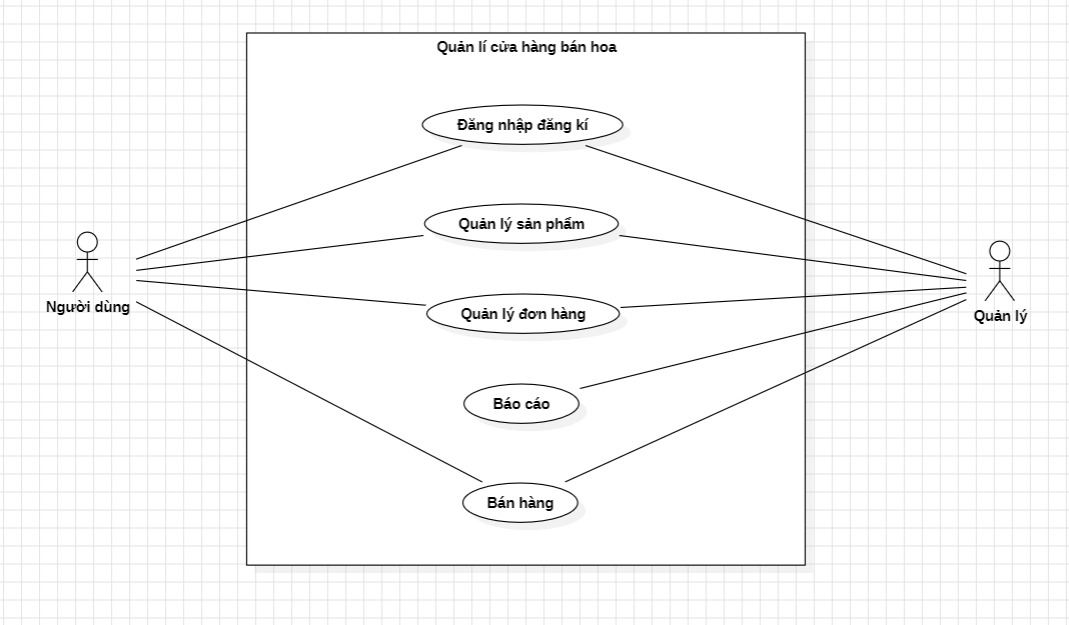 Quản lí cửa hàng bán hoa
Đăng nhập đăng kí
Quản lý sản phẩm
Người dùng
Quản lý đơn hàng
Quản lý
Báo cáo
Bán hàng